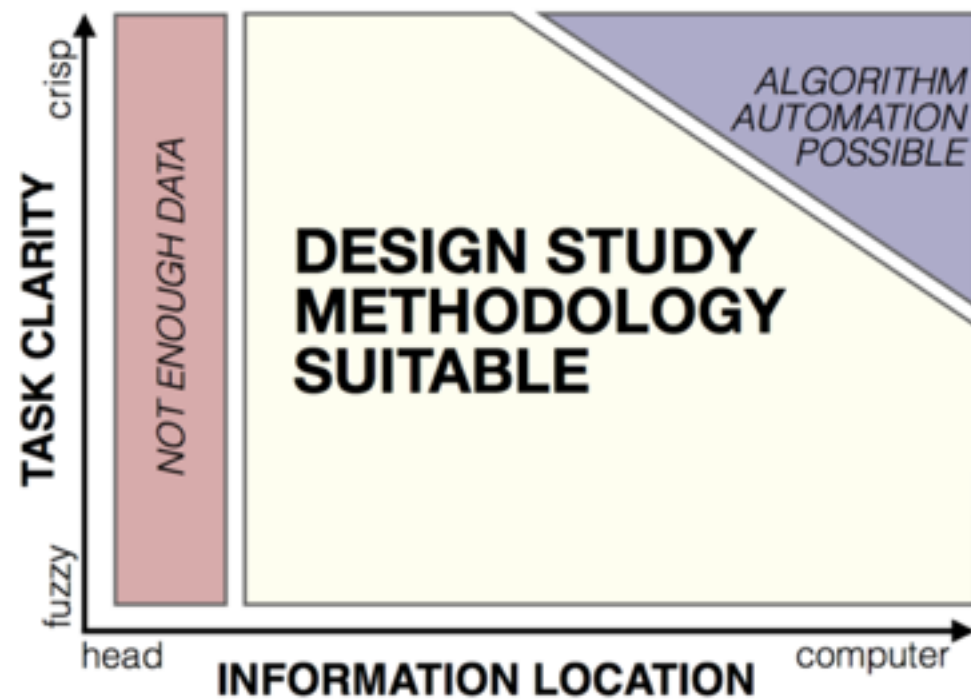 crisp
TASK CLARITY
fuzzy
NOT ENOUGH DATA
DESIGN STUDY
METHODOLOGY
SUITABLE
ALGORITHM
AUTOMATION
POSSIBLE
head
INFORMATION LOCATION
computer